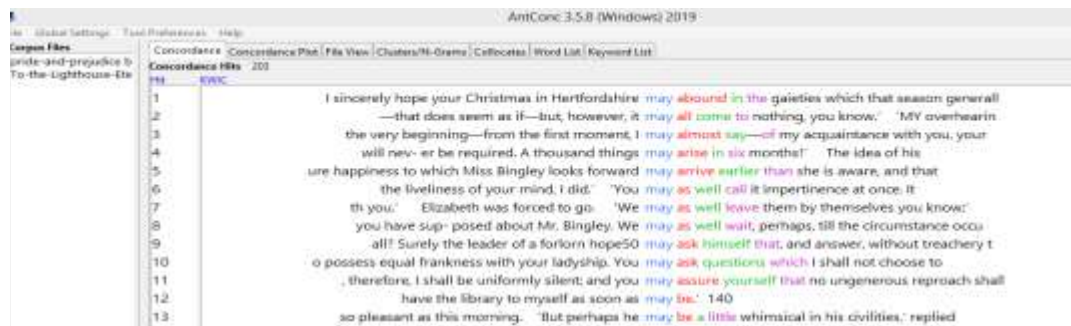 AntConc 3.5.8 (Windows) 2019
Global Settings Tool Preferences Help
Corpus Files
Concordance Concordance Plot File View Clusters/N-Grams Collocates Word List Keyword List
pride-and-prejudice b
Concordance Hits 203
To-the-Lighthouse-Ete
Hit KWIC
1 I sincerely hope your Christmas in Hertfordshire may abound in the gaieties which that season generall
2 —that does seem as if—but, however, it may all come to nothing, you know.' 'MY overhearin
3 the very beginning—from the first moment, I may almost say—of my acquaintance with you, your
4 will nev- er be required. A thousand things may arise in six months!' The idea of his
5 ure happiness to which Miss Bingley looks forward may arrive earlier than she is aware, and that
6 the liveliness of your mind, I did.' 'You may as well call it impertinence at once. It
7 th you.' Elizabeth was forced to go. 'We may as well leave them by themselves you know;'
8 you have sup- posed about Mr. Bingley. We may as well wait, perhaps, till the circumstance occu
9 all? Surely the leader of a forlorn hope50 may ask himself that, and answer, without treachery t
10 o possess equal frankness with your ladyship. You may ask questions which I shall not choose to
11 , therefore, I shall be uniformly silent; and you may assure yourself that no ungenerous reproach shall
12 have the library to myself as soon as may be.' 140
13 so pleasant as this morning. 'But perhaps he may be a little whimsical in his civilities,' replied